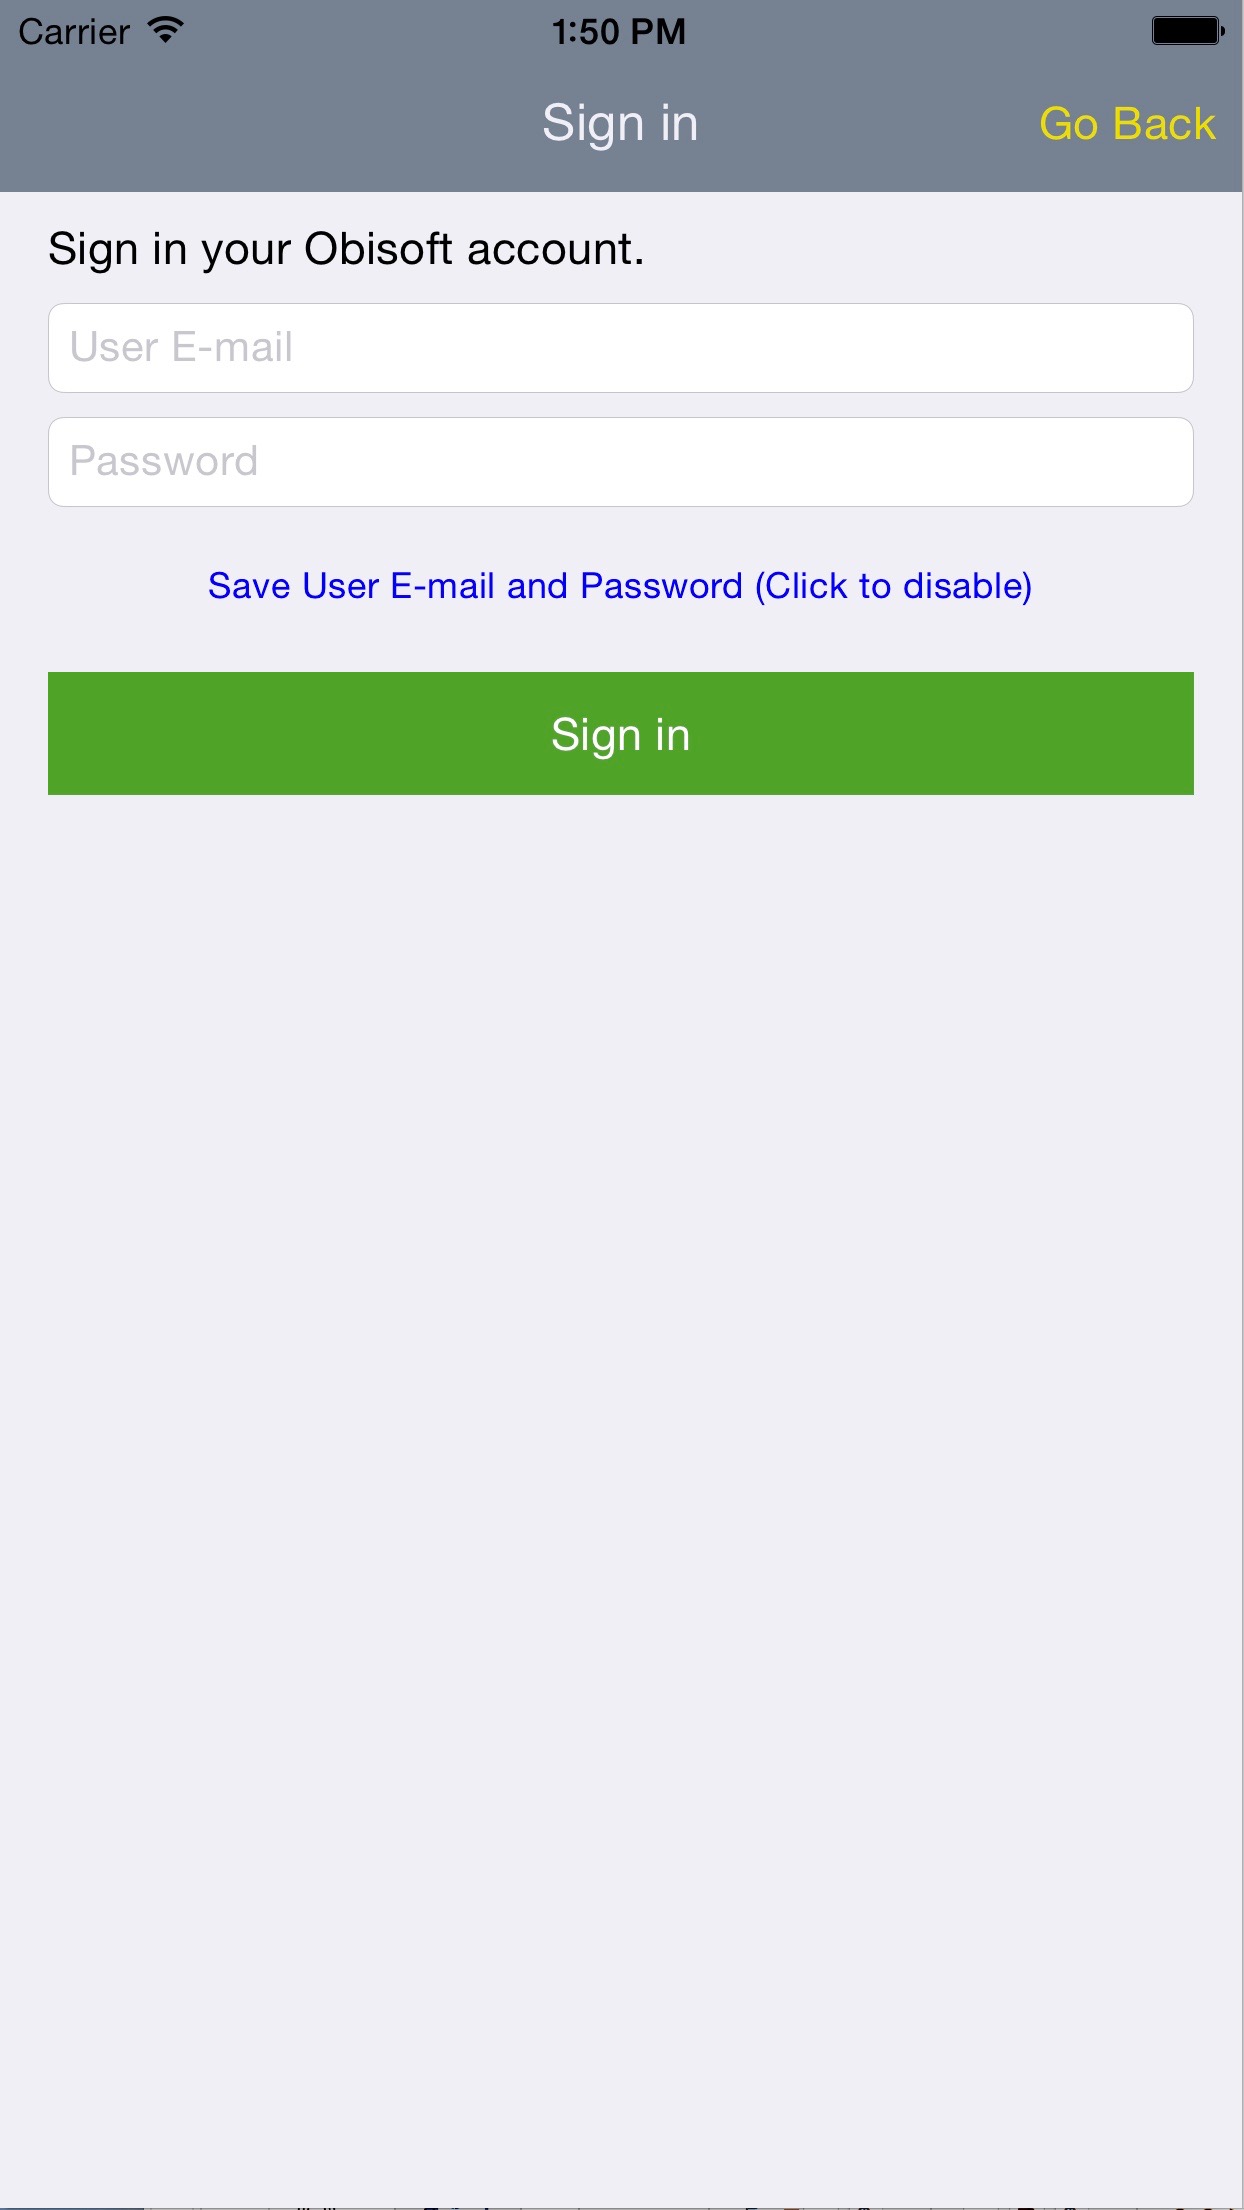 Carrier 1:50 PM
Sign in Go Back
Sign in your Obisoft account.
User E-mail
Password
Save User E-mail and Password (Click to disable)
Sign in